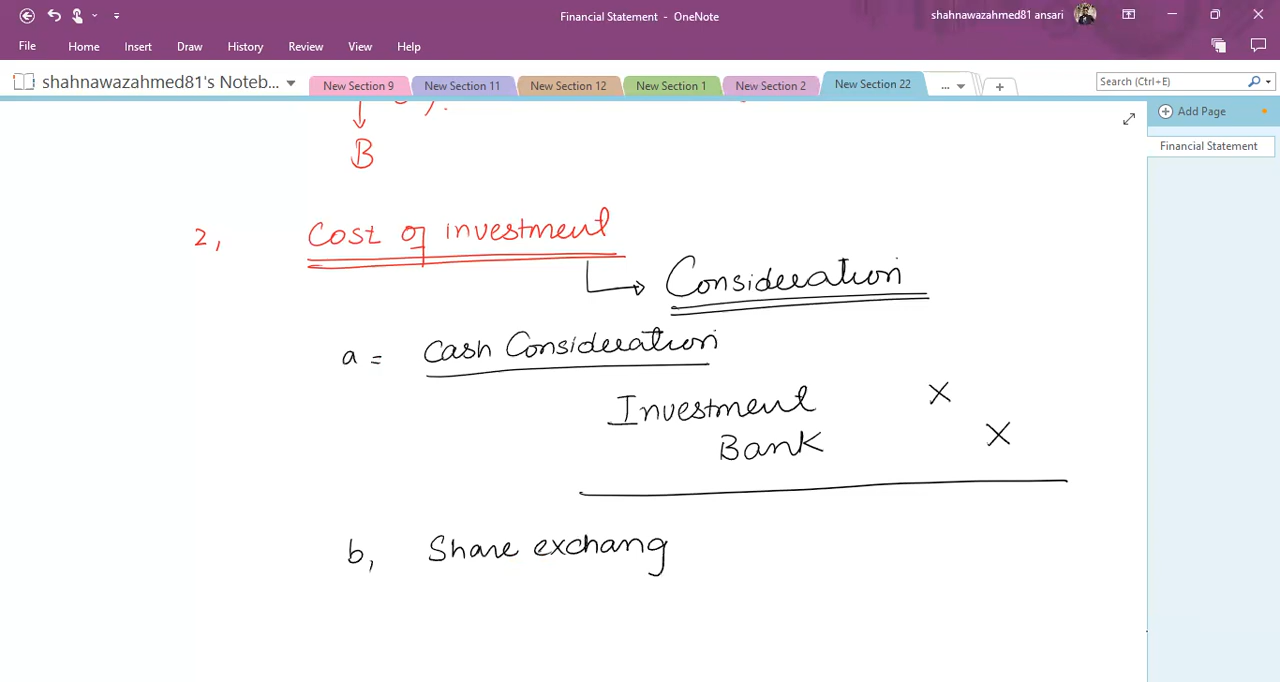 Financial Statement - OneNote
shahnawazahmed81 ansari
File Home Insert Draw History Review View Help
shahnawazahmed81's Noteb...
New Section 9 New Section 11 New Section 12 New Section 1 New Section 2 New Section 22 ...
Search (Ctrl+E)
Add Page
Financial Statement
B
2, Cost of investment
Consideration
a = Cash Consideration
Investment X
Bank X
b, Share exchang